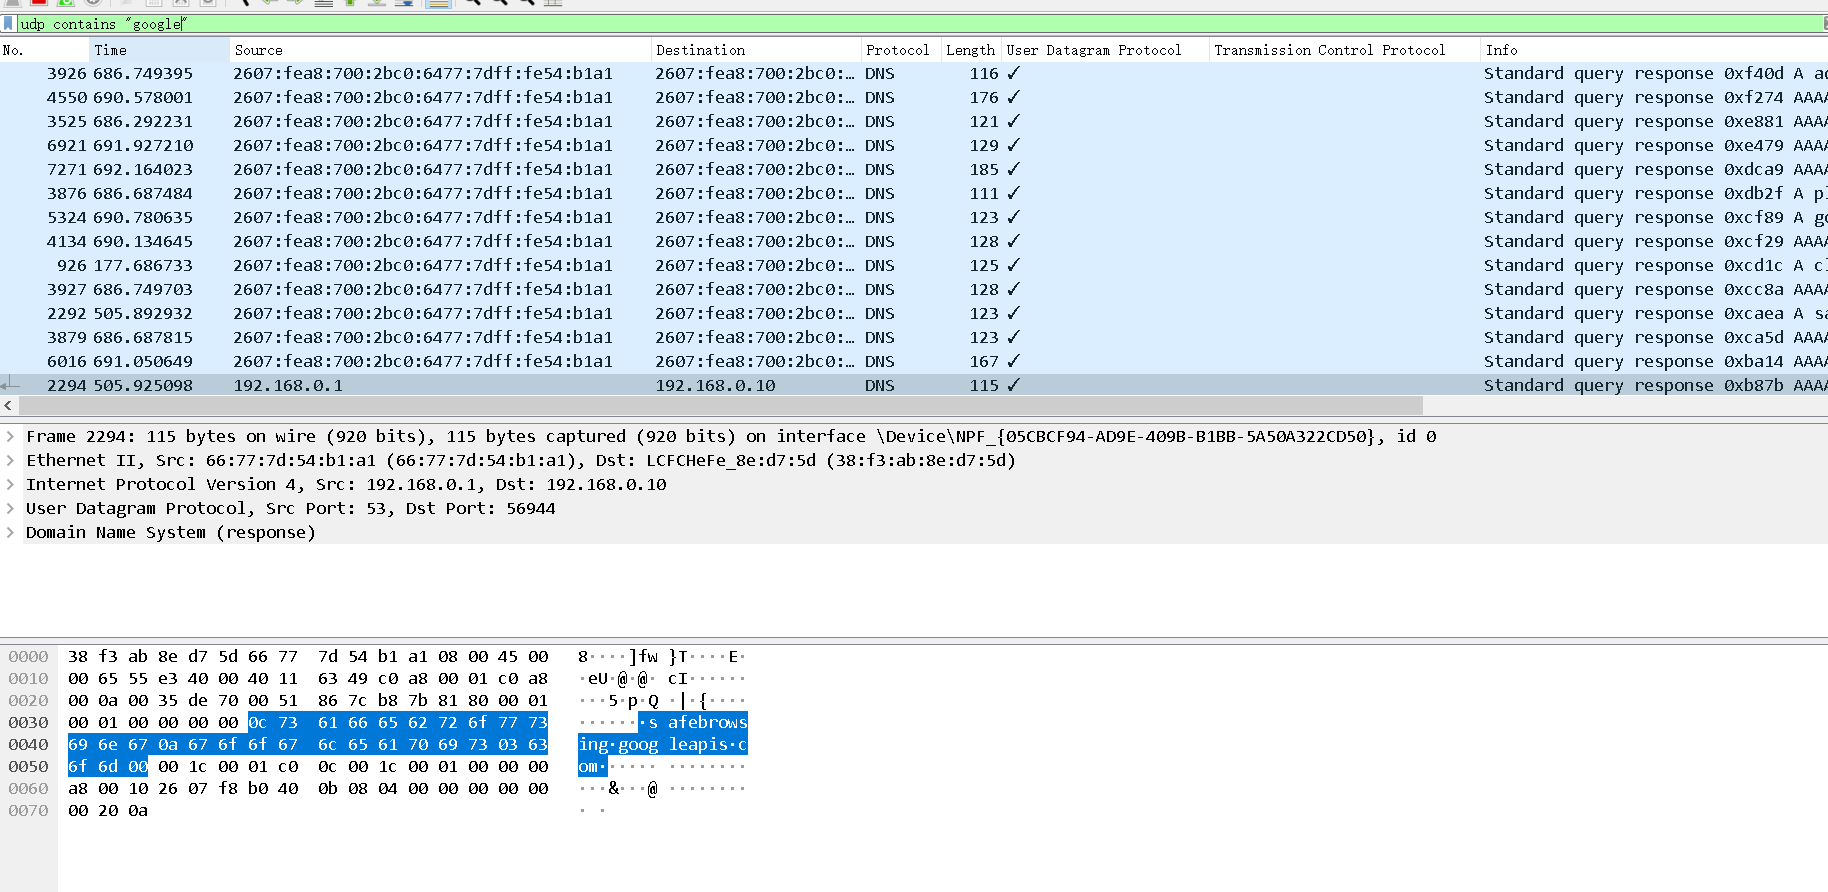 udp contains "google"
No. Time Source Destination Protocol Length User Datagram Protocol Transmission Control Protocol Info
3926 686.749395 2607:fea8:700:2bc0:6477:7dff:fe54:b1a1 2607:fea8:700:2bc0:… DNS 116 ✓ Standard query response 0xf40d A
4550 690.578001 2607:fea8:700:2bc0:6477:7dff:fe54:b1a1 2607:fea8:700:2bc0:… DNS 176 ✓ Standard query response 0xf274 AAAA
3525 686.292231 2607:fea8:700:2bc0:6477:7dff:fe54:b1a1 2607:fea8:700:2bc0:… DNS 121 ✓ Standard query response 0xe881 AAAA
6921 691.927210 2607:fea8:700:2bc0:6477:7dff:fe54:b1a1 2607:fea8:700:2bc0:… DNS 129 ✓ Standard query response 0xe479 AAAA
7271 692.164023 2607:fea8:700:2bc0:6477:7dff:fe54:b1a1 2607:fea8:700:2bc0:… DNS 185 ✓ Standard query response 0xdca9 AAAA
3876 686.687484 2607:fea8:700:2bc0:6477:7dff:fe54:b1a1 2607:fea8:700:2bc0:… DNS 111 ✓ Standard query response 0xdb2f A
5324 690.780635 2607:fea8:700:2bc0:6477:7dff:fe54:b1a1 2607:fea8:700:2bc0:… DNS 123 ✓ Standard query response 0xcf89 A
4134 690.134645 2607:fea8:700:2bc0:6477:7dff:fe54:b1a1 2607:fea8:700:2bc0:… DNS 128 ✓ Standard query response 0xcf29 AAAA
926 177.686733 2607:fea8:700:2bc0:6477:7dff:fe54:b1a1 2607:fea8:700:2bc0:… DNS 125 ✓ Standard query response 0xcd1c A
3927 686.749703 2607:fea8:700:2bc0:6477:7dff:fe54:b1a1 2607:fea8:700:2bc0:… DNS 128 ✓ Standard query response 0xcc8a AAAA
2292 505.892932 2607:fea8:700:2bc0:6477:7dff:fe54:b1a1 2607:fea8:700:2bc0:… DNS 123 ✓ Standard query response 0xcaea A
3879 686.687815 2607:fea8:700:2bc0:6477:7dff:fe54:b1a1 2607:fea8:700:2bc0:… DNS 123 ✓ Standard query response 0xca5d AAAA
6016 691.050649 2607:fea8:700:2bc0:6477:7dff:fe54:b1a1 2607:fea8:700:2bc0:… DNS 167 ✓ Standard query response 0xba14 AAAA
2294 505.925098 192.168.0.1 192.168.0.10 DNS 115 ✓ Standard query response 0xb87b AAAA
Frame 2294: 115 bytes on wire (920 bits), 115 bytes captured (920 bits) on interface \Device\NPF_{05CBCF94-AD9E-409B-B1BB-5A50A322CD50}, id 0
Ethernet II, Src: 66:77:7d:54:b1:a1 (66:77:7d:54:b1:a1), Dst: LCFCHeFe_8e:d7:5d (38:f3:ab:8e:d7:5d)
Internet Protocol Version 4, Src: 192.168.0.1, Dst: 192.168.0.10
User Datagram Protocol, Src Port: 53, Dst Port: 56944
Domain Name System (response)
0000 38 f3 ab 8e d7 5d 66 77 7d 54 b1 a1 08 00 45 00 8····]fw }T····E·
0010 00 65 55 e3 40 00 40 11 63 49 c0 a8 00 01 c0 a8 ·eU·@·@· cI······
0020 00 0a 00 35 de 70 00 51 86 7c b8 7b 81 80 00 01 ···5·p·Q ·|·{····
0030 00 01 00 00 00 00 0c 73 61 66 65 62 72 6f 77 73 ·······s afebrows
0040 69 6e 67 0a 67 6f 6f 67 6c 65 61 70 69 73 03 63 ing·goog leapis·c
0050 6f 6d 00 00 1c 00 01 c0 0c 00 1c 00 01 00 00 00 om······ ········
0060 a8 00 10 26 07 f8 b0 40 0b 08 04 00 00 00 00 00 ···&···@ ········
0070 00 20 0a · ·